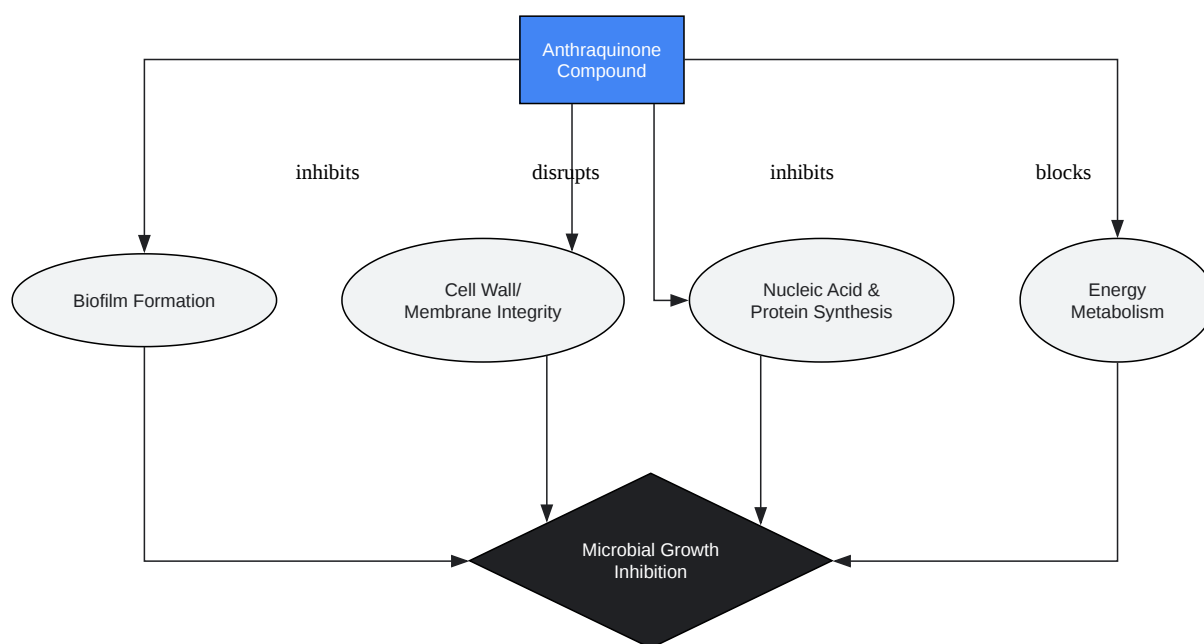 Anthraquinone
Compound
inhibits
disrupts
inhibits
blocks
Biofilm Formation
Cell Wall/
Membrane Integrity
Nucleic Acid &
Protein Synthesis
Energy
Metabolism
Microbial Growth
Inhibition